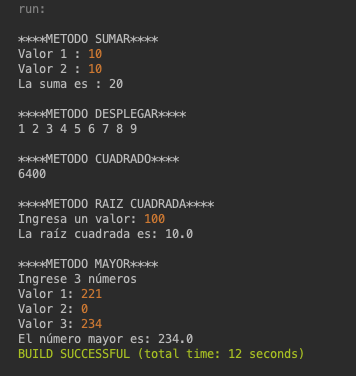 run:
****METODO SUMAR****
Valor 1 : 10
Valor 2 : 10
La suma es : 20
****METODO DESPLEGAR****
1 2 3 4 5 6 7 8 9
****METODO CUADRADO****
6400
****METODO RAIZ CUADRADA****
Ingresa un valor: 100
La raíz cuadrada es: 10.0
****METODO MAYOR****
Ingrese 3 números
Valor 1: 221
Valor 2: 0
Valor 3: 234
El número mayor es: 234.0
BUILD SUCCESSFUL (total time: 12 seconds)